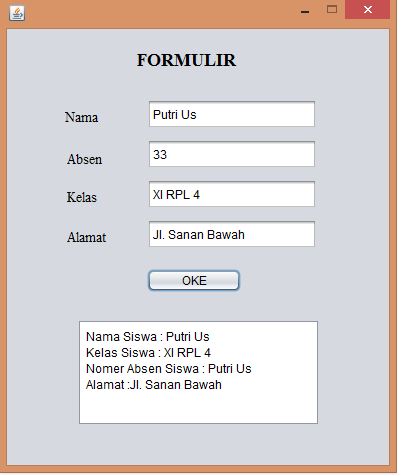 FORMULIR
Nama Putri Us
Absen 33
Kelas XI RPL 4
Alamat Jl. Sanan Bawah
OKE
Nama Siswa : Putri Us
Kelas Siswa : XI RPL 4
Nomer Absen Siswa : Putri Us
Alamat :Jl. Sanan Bawah